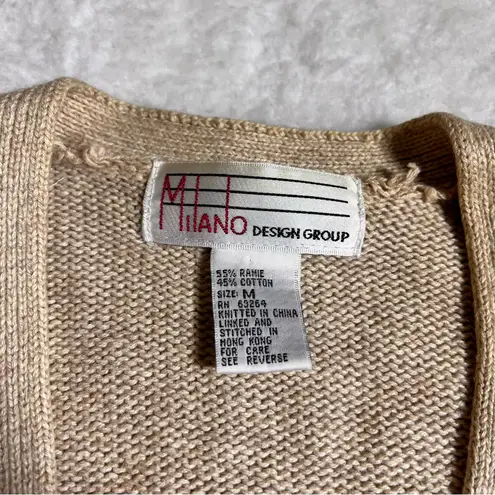 MIlANO DESIGN GROUP
55% RAMIE
45% COTTON
SIZE: M
RN 63264
KNITTED IN CHINA
LINKED AND
STITCHED IN
HONG KONG
FOR CARE
SEE REVERSE